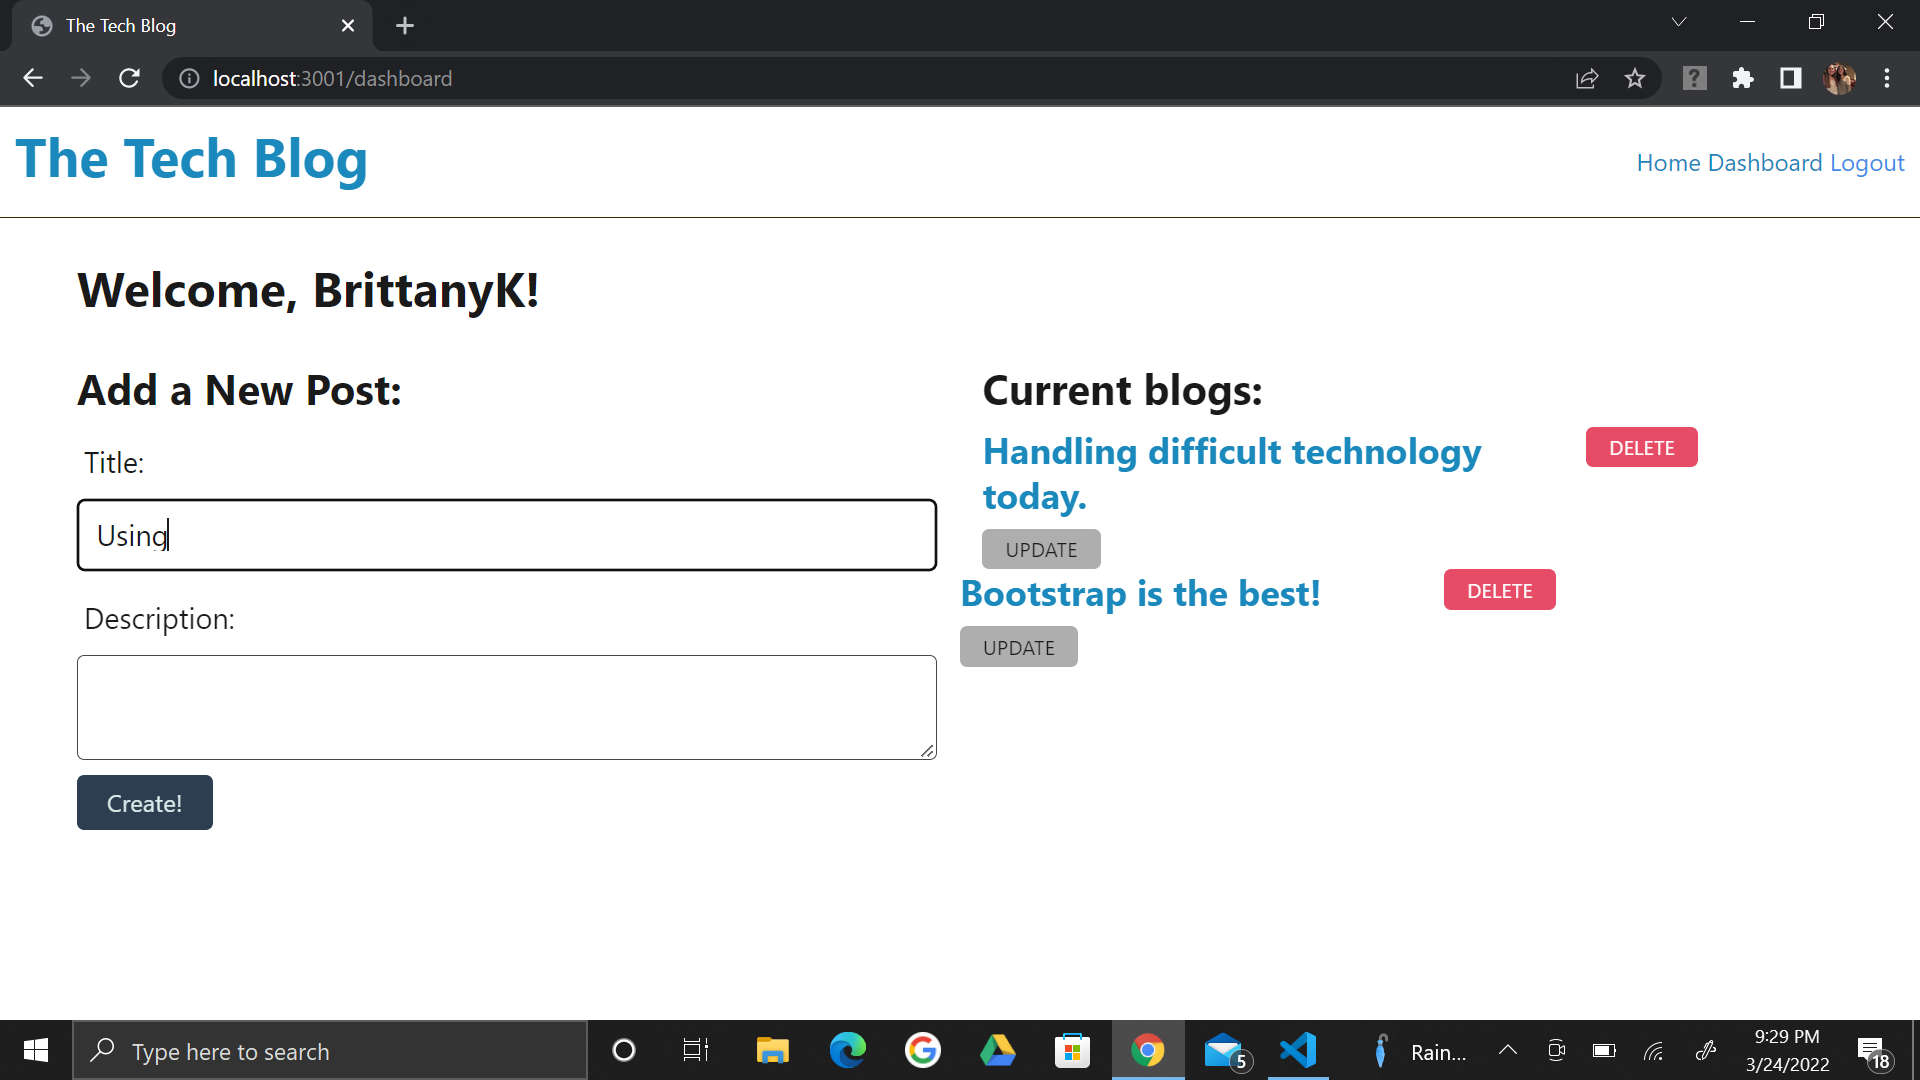 The Tech Blog
localhost:3001/dashboard
The Tech Blog
Home Dashboard Logout
Welcome, BrittanyK!
Add a New Post:
Title:
Using
Description:
Create!
Current blogs:
Handling difficult technology
today.
DELETE
UPDATE
Bootstrap is the best!
DELETE
UPDATE
Type here to search
5
Rain...
9:29 PM
3/24/2022
18